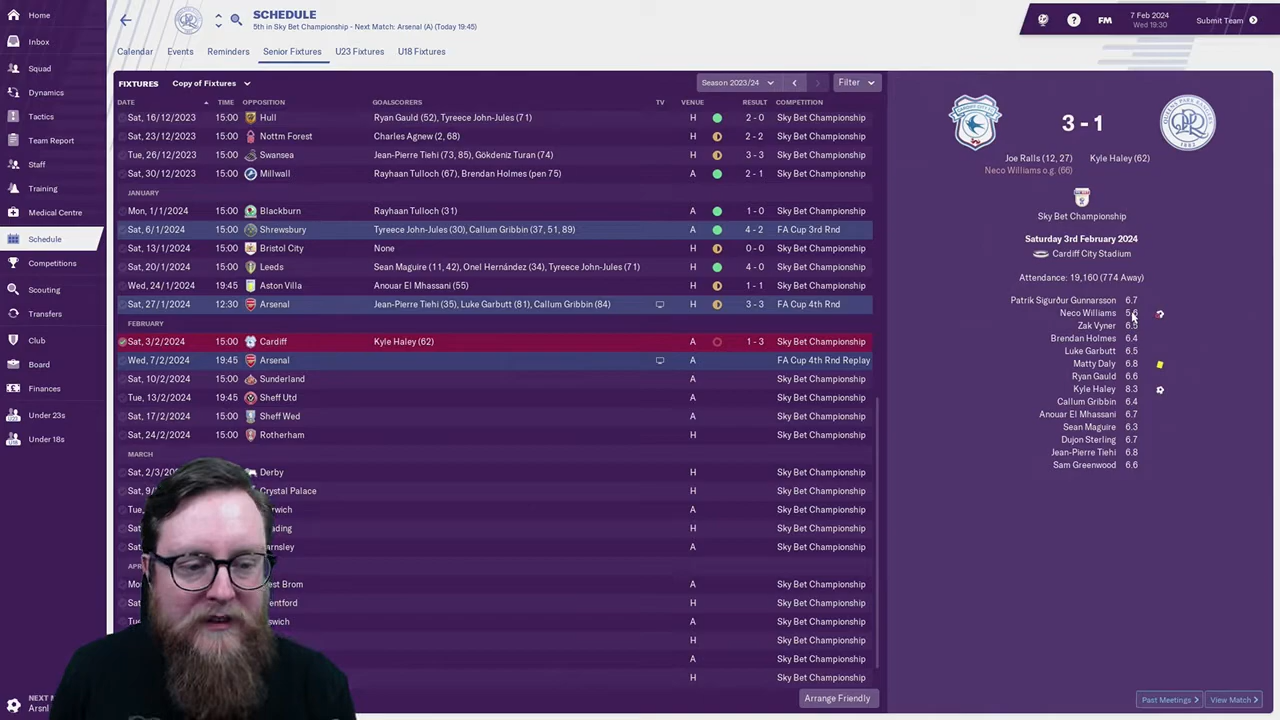 Home
Inbox
Squad
Dynamics
Tactics
Team Report
Staff
Training
Medical Centre
Schedule
Competitions
Scouting
Transfers
Club
Board
Finances
Under 23s
Under 18s
Arsnl
SCHEDULE
5th in Sky Bet Championship - Next Match: Arsenal (A) (Today 19:45)
FM
7 Feb 2024
Wed 19:30
Submit Team
Calendar Events Reminders Senior Fixtures U23 Fixtures U18 Fixtures
FIXTURES Copy of Fixtures Season 2023/24 Filter
DATE TIME OPPOSITION GOALSCORERS TV VENUE RESULT COMPETITION
Sat, 16/12/2023 15:00 Hull Ryan Gauld (52), Tyreece John-Jules (71) H 2 - 0 Sky Bet Championship
Sat, 23/12/2023 15:00 Nottm Forest Charles Agnew (2, 68) H 2 - 2 Sky Bet Championship
Tue, 26/12/2023 15:00 Swansea Jean-Pierre Tiehi (73, 85), Gökdeniz Turan (74) H 3 - 3 Sky Bet Championship
Sat, 30/12/2023 15:00 Millwall Rayhaan Tulloch (67), Brendan Holmes (pen 75) H 2 - 1 Sky Bet Championship
JANUARY
Mon, 1/1/2024 15:00 Blackburn Rayhaan Tulloch (31) A 1 - 0 Sky Bet Championship
Sat, 6/1/2024 15:00 Shrewsbury Tyreece John-Jules (30), Callum Gribbin (37, 51, 89) A 4 - 2 FA Cup 3rd Rnd
Sat, 13/1/2024 15:00 Bristol City None H 0 - 0 Sky Bet Championship
Sat, 20/1/2024 15:00 Leeds Sean Maguire (11, 42), Onel Hernández (34), Tyreece John-Jules (71) H 4 - 0 Sky Bet Championship
Wed, 24/1/2024 19:45 Aston Villa Anouar El Mhassani (55) A 1 - 1 Sky Bet Championship
Sat, 27/1/2024 12:30 Arsenal Jean-Pierre Tiehi (35), Luke Garbutt (81), Callum Gribbin (84) H 3 - 3 FA Cup 4th Rnd
FEBRUARY
Sat, 3/2/2024 15:00 Cardiff Kyle Haley (62) A 1 - 3 Sky Bet Championship
Wed, 7/2/2024 19:45 Arsenal A FA Cup 4th Rnd Replay
Sat, 10/2/2024 15:00 Sunderland A Sky Bet Championship
Tue, 13/2/2024 19:45 Sheff Utd A Sky Bet Championship
Sat, 17/2/2024 15:00 Sheff Wed A Sky Bet Championship
Sat, 24/2/2024 15:00 Rotherham H Sky Bet Championship
MARCH
Sat, Derby H Sky Bet Championship
Sat, Crystal Palace H Sky Bet Championship
A Sky Bet Championship
H Sky Bet Championship
A Sky Bet Championship
A Sky Bet Championship
H Sky Bet Championship
A Sky Bet Championship
H Sky Bet Championship
A Sky Bet Championship
H Sky Bet Championship
Arrange Friendly
3 - 1
Joe Ralls (12, 27) Kyle Haley (62)
Neco Williams o.g. (66)
Sky Bet Championship
Saturday 3rd February 2024
Cardiff City Stadium
Attendance: 19,160 (774 Away)
Patrik Sigurður Gunnarsson 6.7
Neco Williams
Zak Vyner
Brendan Holmes 6.4
Luke Garbutt 6.5
Matty Daly 6.8
Ryan Gauld 6.6
Kyle Haley 8.3
Callum Gribbin 6.4
Anouar El Mhassani 6.7
Sean Maguire 6.3
Dujon Sterling 6.7
Jean-Pierre Tiehi 6.8
Sam Greenwood 6.6
Past Meetings View Match